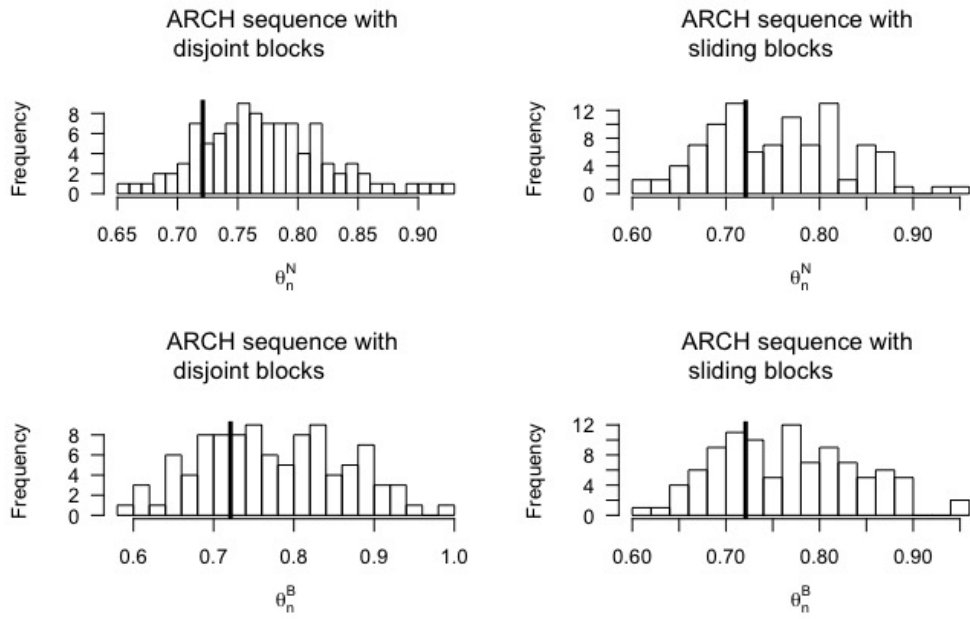 ARCH sequence with
disjoint blocks
Frequency
0 2 4 6 8
0.65 0.70 0.75 0.80 0.85 0.90
θₙᴺ
ARCH sequence with
sliding blocks
Frequency
0 4 8 12
0.60 0.70 0.80 0.90
θₙᴺ
ARCH sequence with
disjoint blocks
Frequency
0 2 4 6 8
0.6 0.7 0.8 0.9 1.0
θₙᴮ
ARCH sequence with
sliding blocks
Frequency
0 4 8 12
0.60 0.70 0.80 0.90
θₙᴮ